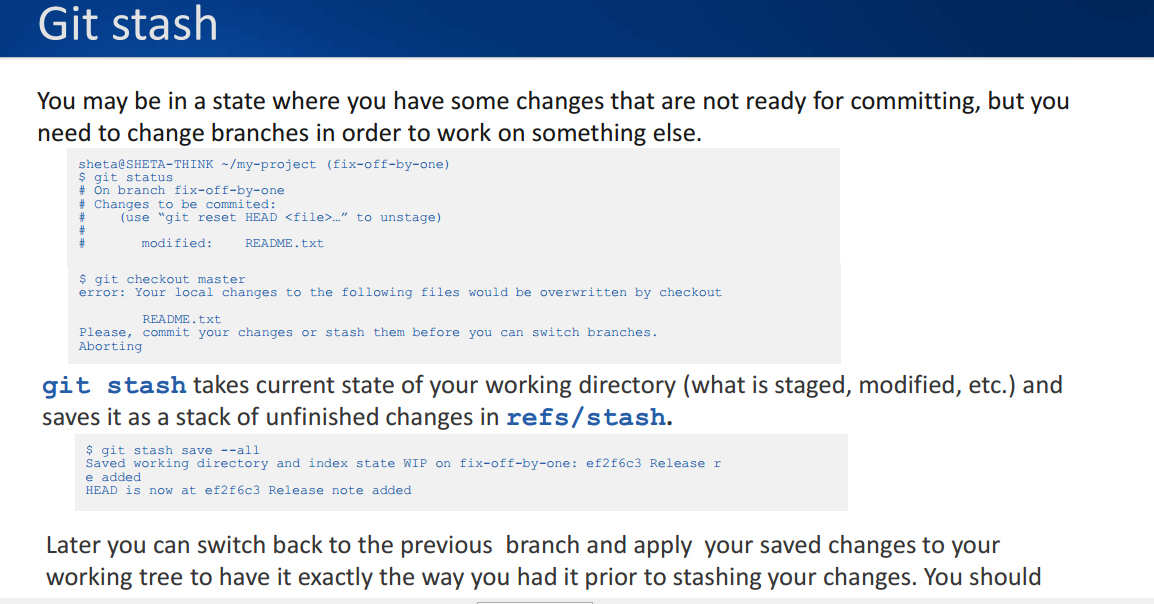 Git stash
You may be in a state where you have some changes that are not ready for committing, but you
need to change branches in order to work on something else.
sheta@SHETA-THINK ~/my-project (fix-off-by-one)
$ git status
# On branch fix-off-by-one
# Changes to be commited:
#    (use “git reset HEAD <file>…” to unstage)
#
#       modified:    README.txt
$ git checkout master
error: Your local changes to the following files would be overwritten by checkout
README.txt
Please, commit your changes or stash them before you can switch branches.
Aborting
git stash takes current state of your working directory (what is staged, modified, etc.) and
saves it as a stack of unfinished changes in refs/stash.
$ git stash save --all
Saved working directory and index state WIP on fix-off-by-one: ef2f6c3 Release r
e added
HEAD is now at ef2f6c3 Release note added
Later you can switch back to the previous  branch and apply  your saved changes to your
working tree to have it exactly the way you had it prior to stashing your changes. You should